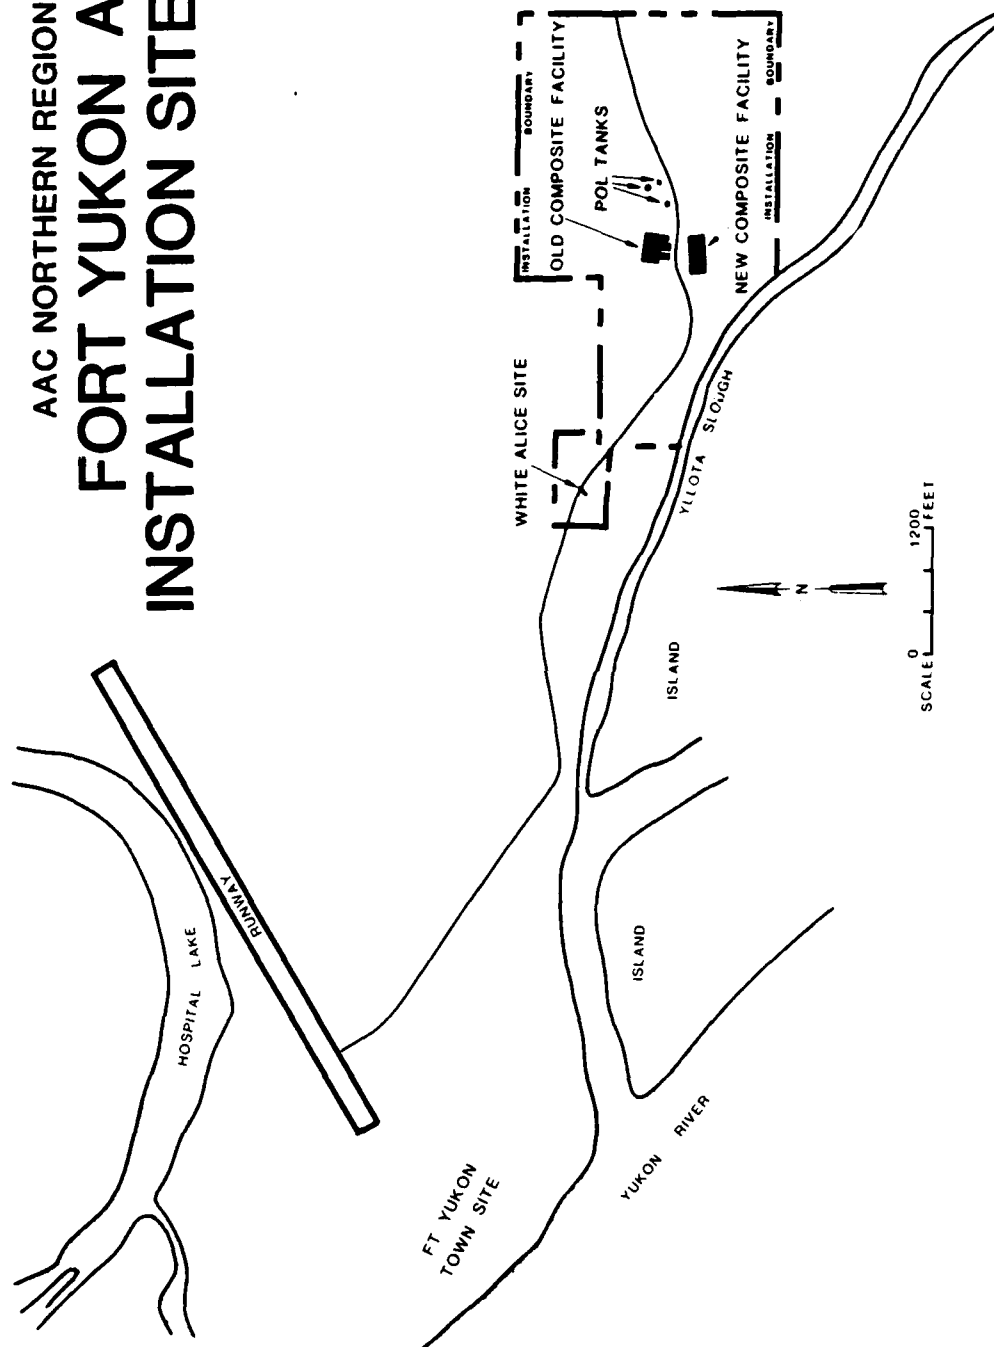 AAC NORTHERN REGION
FORT YUKON A
INSTALLATION SITE
HOSPITAL LAKE
RUNWAY
FT YUKON
TOWN SITE
YUKON RIVER
ISLAND
ISLAND
YLLOTA SLOUGH
WHITE ALICE SITE
INSTALLATION BOUNDARY
OLD COMPOSITE FACILITY
POL TANKS
NEW COMPOSITE FACILITY
INSTALLATION BOUNDARY
N
SCALE 0 1200 FEET